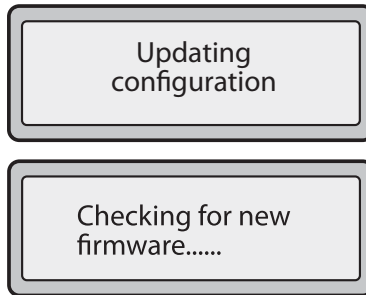 Updating
configuration
Checking for new
firmware......